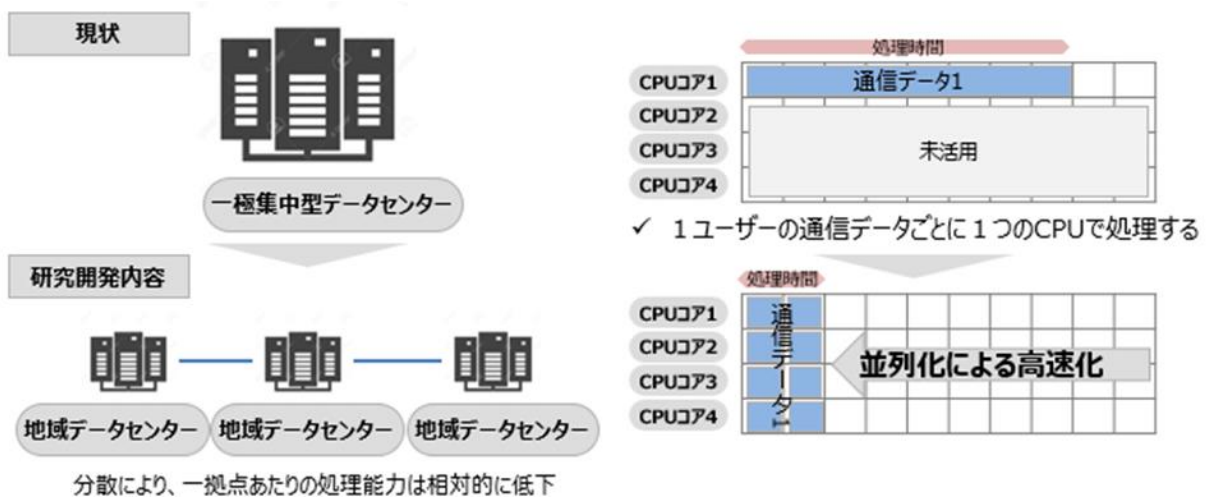 現状
一極集中型データセンター
研究開発内容
地域データセンター
地域データセンター
地域データセンター
分散により、一拠点あたりの処理能力は相対的に低下
処理時間
CPUコア1
通信データ1
CPUコア2
CPUコア3
CPUコア4
未活用
✓ 1ユーザーの通信データごとに1つのCPUで処理する
処理時間
CPUコア1
CPUコア2
CPUコア3
CPUコア4
通信データ1
並列化による高速化